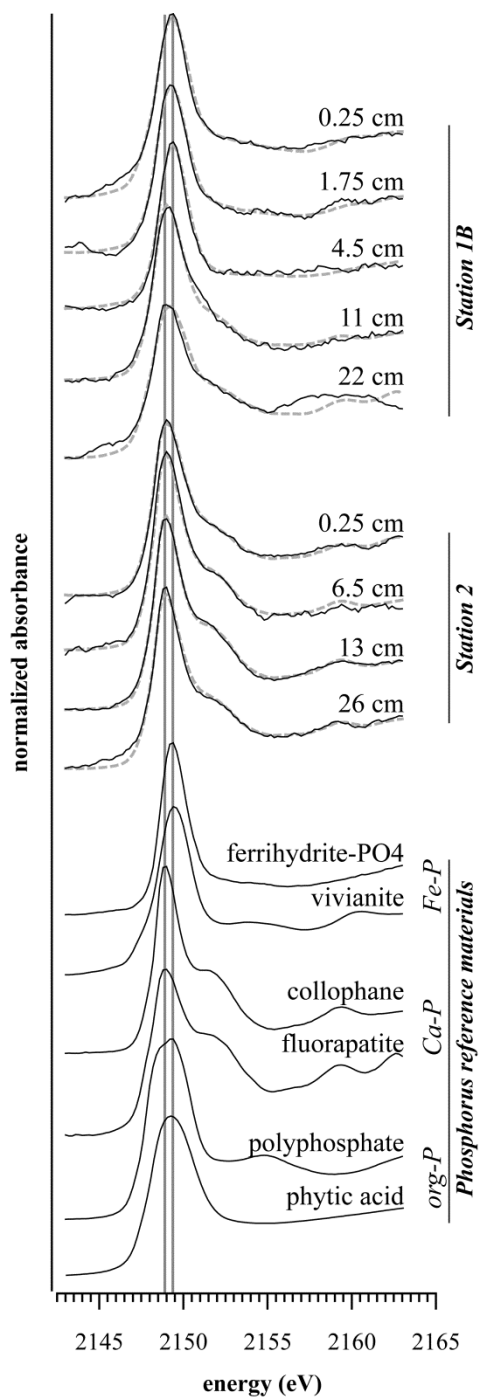 0.25 cm
1.75 cm
4.5 cm
11 cm
22 cm
Station 1B
0.25 cm
6.5 cm
13 cm
26 cm
Station 2
normalized absorbance
ferrihydrite-PO4
vivianite
Fe-P
collophane
fluorapatite
Ca-P
polyphosphate
phytic acid
org-P
Phosphorus reference materials
2145 2150 2155 2160 2165
energy (eV)